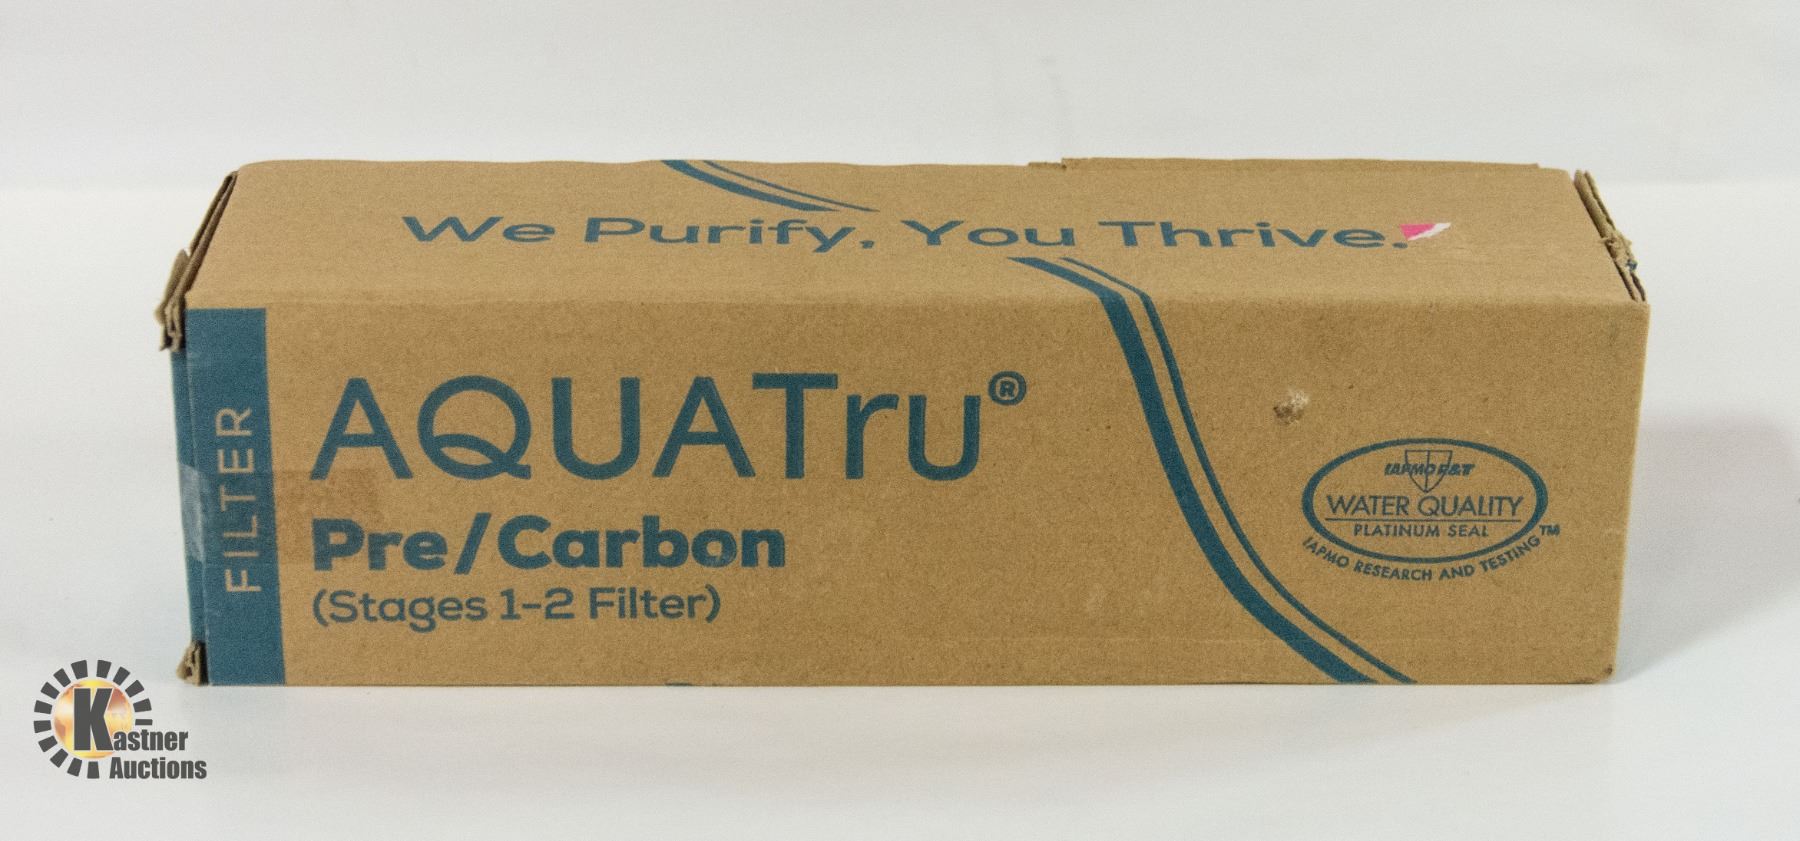 We Purify, You Thrive.
FILTER
AQUATru®
Pre/Carbon
(Stages 1-2 Filter)
IAPMO R&T
WATER QUALITY
PLATINUM SEAL
IAPMO RESEARCH AND TESTING™
Kastner
Auctions